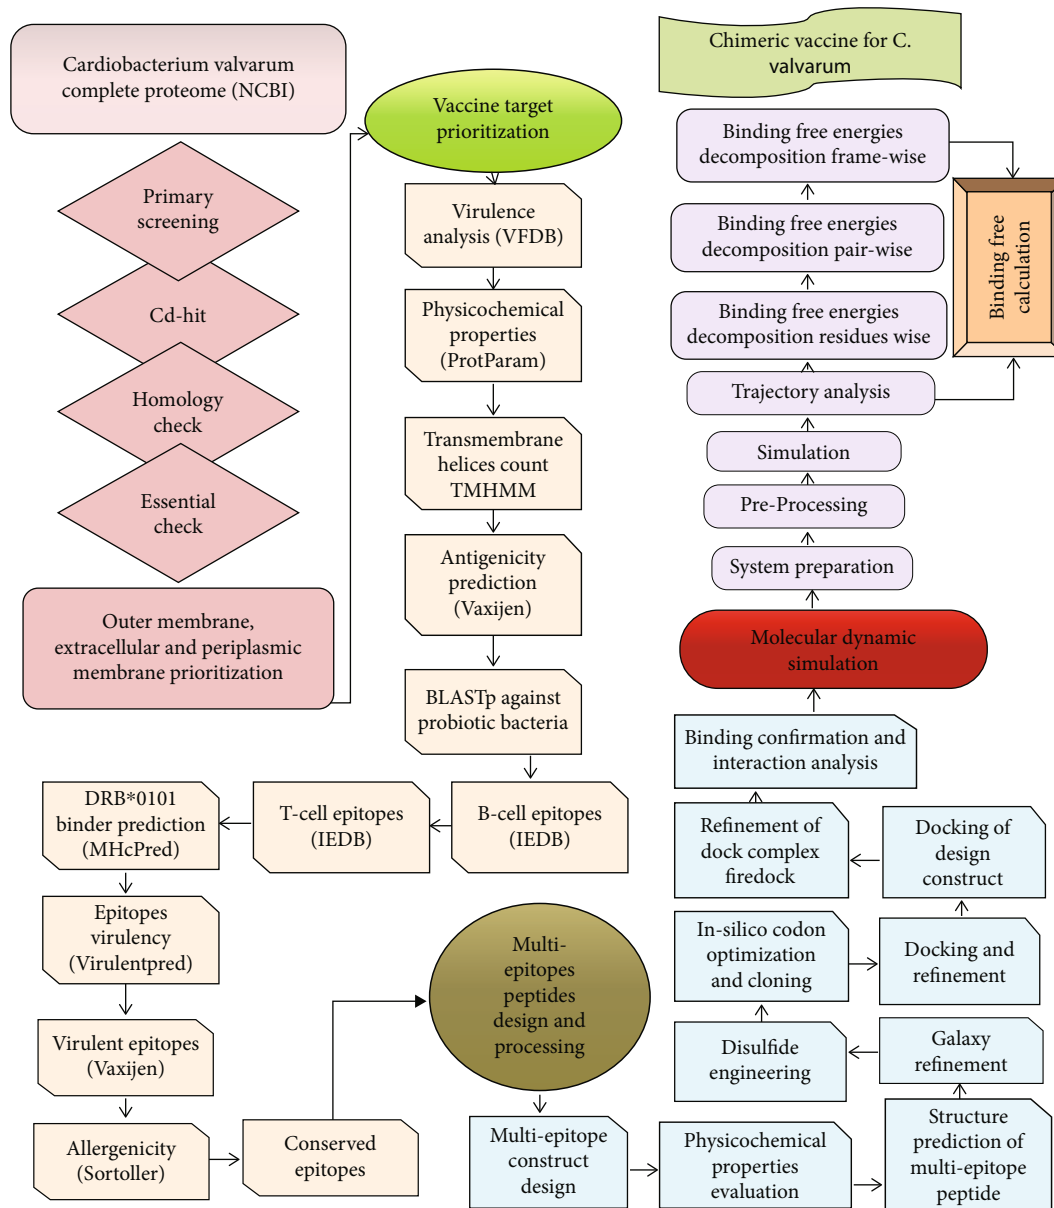 Cardiobacterium valvarum
complete proteome (NCBI)
Primary
screening
Cd-hit
Homology
check
Essential
check
Outer membrane,
extracellular and periplasmic
membrane prioritization
Vaccine target
prioritization
Virulence
analysis (VFDB)
Physicochemical
properties
(ProtParam)
Transmembrane
helices count
TMHMM
Antigenicity
prediction
(Vaxijen)
BLASTp against
probiotic bacteria
B-cell epitopes
(IEDB)
T-cell epitopes
(IEDB)
DRB*0101
binder prediction
(MHcPred)
Epitopes
virulency
(Virulentpred)
Virulent epitopes
(Vaxijen)
Allergenicity
(Sortoller)
Conserved
epitopes
Multi-
epitopes
peptides
design and
processing
Multi-epitope
construct
design
Physicochemical
properties
evaluation
Structure
prediction of
multi-epitope
peptide
Galaxy
refinement
Disulfide
engineering
In-silico codon
optimization
and cloning
Docking and
refinement
Docking of
design
construct
Refinement of
dock complex
firedock
Binding confirmation and
interaction analysis
Molecular dynamic
simulation
System preparation
Pre-Processing
Simulation
Trajectory analysis
Binding free energies
decomposition residues wise
Binding free energies
decomposition pair-wise
Binding free energies
decomposition frame-wise
Binding free
calculation
Chimeric vaccine for C.
valvarum